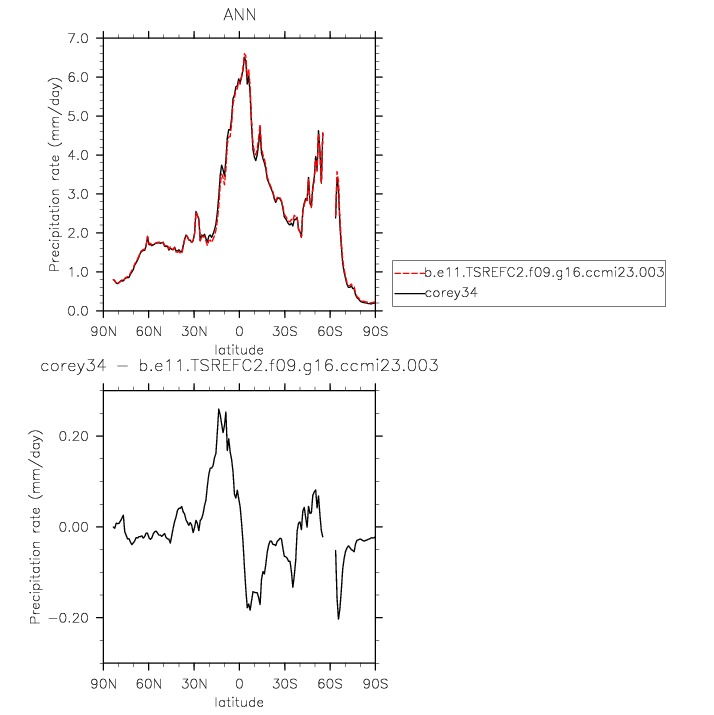 ANN
7.0
6.0
5.0
4.0
3.0
2.0
1.0
0.0
Precipitation rate (mm/day)
90N 60N 30N 0 30S 60S 90S
latitude
b.e11.TSREFC2.f09.g16.ccmi23.003
corey34
corey34 − b.e11.TSREFC2.f09.g16.ccmi23.003
0.20
0.00
−0.20
Precipitation rate (mm/day)
90N 60N 30N 0 30S 60S 90S
latitude